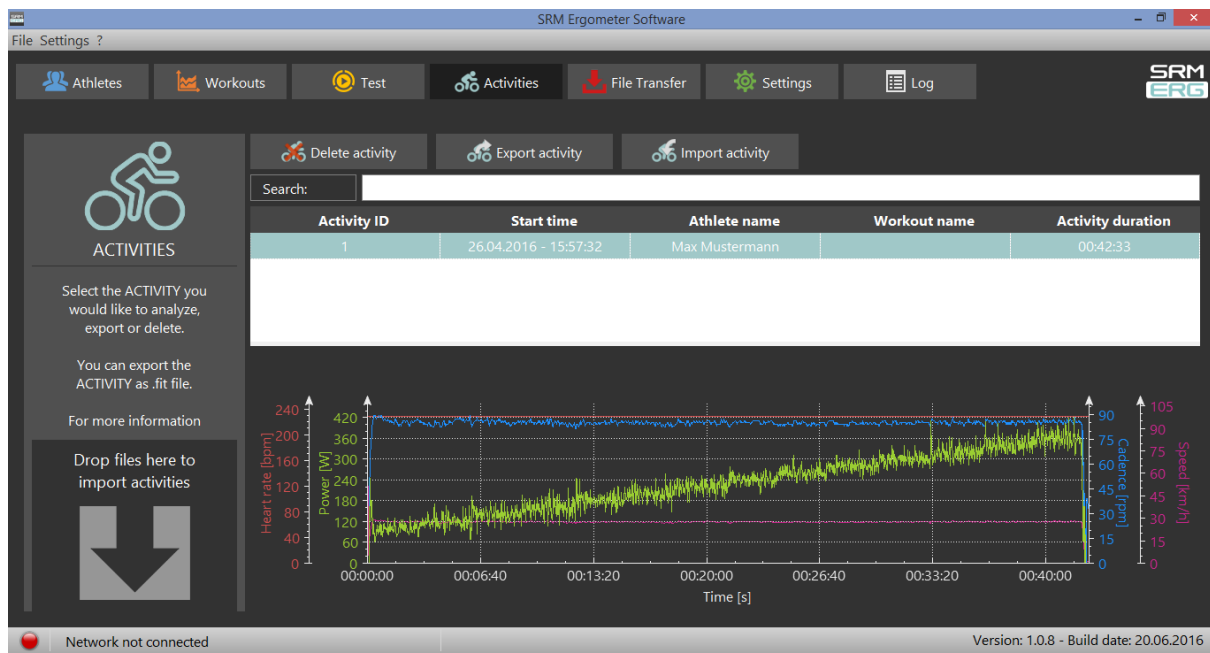 SRM Ergometer Software
File Settings ?
Athletes
Workouts
Test
Activities
File Transfer
Settings
Log
SRM
ERG
ACTIVITIES
Select the ACTIVITY you
would like to analyze,
export or delete.
You can export the
ACTIVITY as .fit file.
For more information
Drop files here to
import activities
Delete activity
Export activity
Import activity
Search:
Activity ID Start time Athlete name Workout name Activity duration
1 26.04.2016 - 15:57:32 Max Mustermann 00:42:33
Heart rate [bpm]
240
200
160
120
80
40
0
Power [W]
420
360
300
240
180
120
60
0
90
75
60
45
30
15
0
Cadence [rpm]
105
90
75
60
45
30
15
0
Speed [km/h]
00:00:00 00:06:40 00:13:20 00:20:00 00:26:40 00:33:20 00:40:00
Time [s]
Network not connected
Version: 1.0.8 - Build date: 20.06.2016